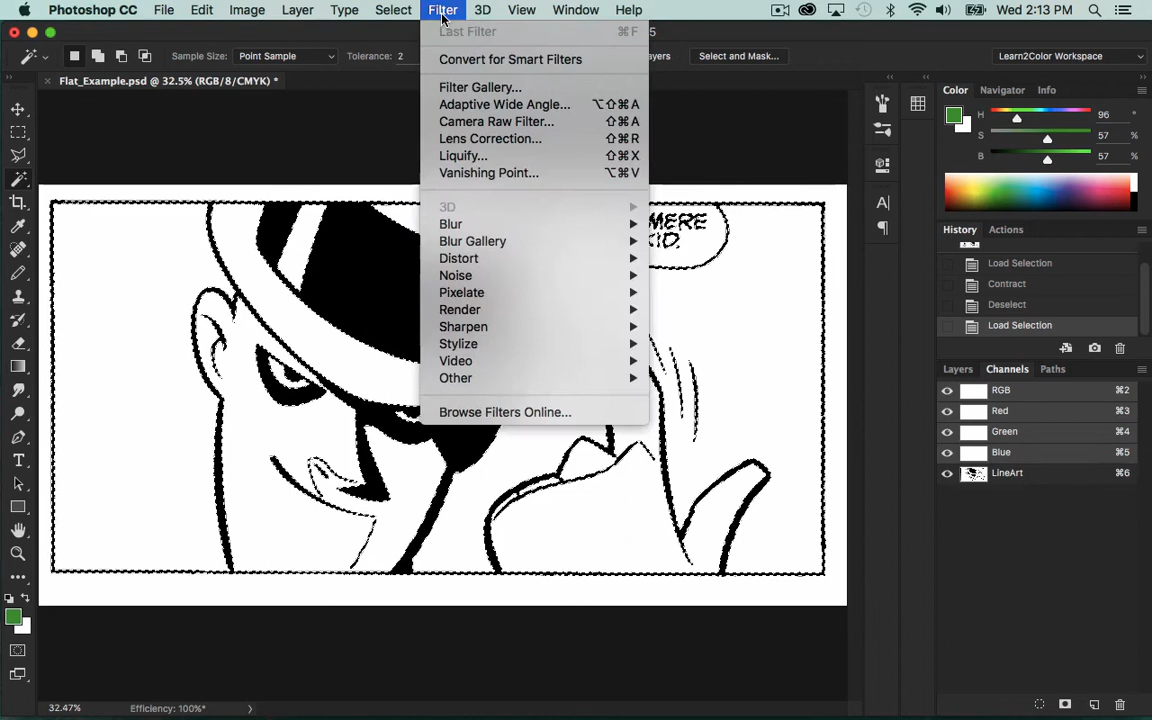 Photoshop CC File Edit Image Layer Type Select Filter 3D View Window Help Wed 2:13 PM
Last Filter ⌘F
5
Sample Size: Point Sample Tolerance: 2 ayers Select and Mask... Learn2Color Workspace
Convert for Smart Filters
× Flat_Example.psd @ 32.5% (RGB/8/CMYK) *
Filter Gallery...
Adaptive Wide Angle... ⌥⇧⌘A
Camera Raw Filter... ⇧⌘A
Lens Correction... ⇧⌘R
Liquify... ⇧⌘X
Vanishing Point... ⌥⌘V
3D
Blur
Blur Gallery
Distort
Noise
Pixelate
Render
Sharpen
Stylize
Video
Other
Browse Filters Online...
MERE
KID.
Color Navigator Info
H 96 °
S 57 %
B 57 %
History Actions
Load Selection
Contract
Deselect
Load Selection
Layers Channels Paths
RGB ⌘2
Red ⌘3
Green ⌘4
Blue ⌘5
LineArt ⌘6
32.47% Efficiency: 100%*